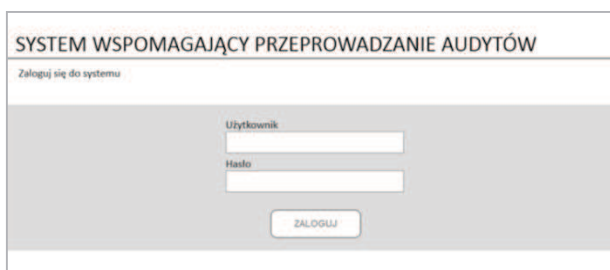 SYSTEM WSPOMAGAJĄCY PRZEPROWADZANIE AUDYTÓW
Zaloguj się do systemu
Użytkownik
Hasło
ZALOGUJ